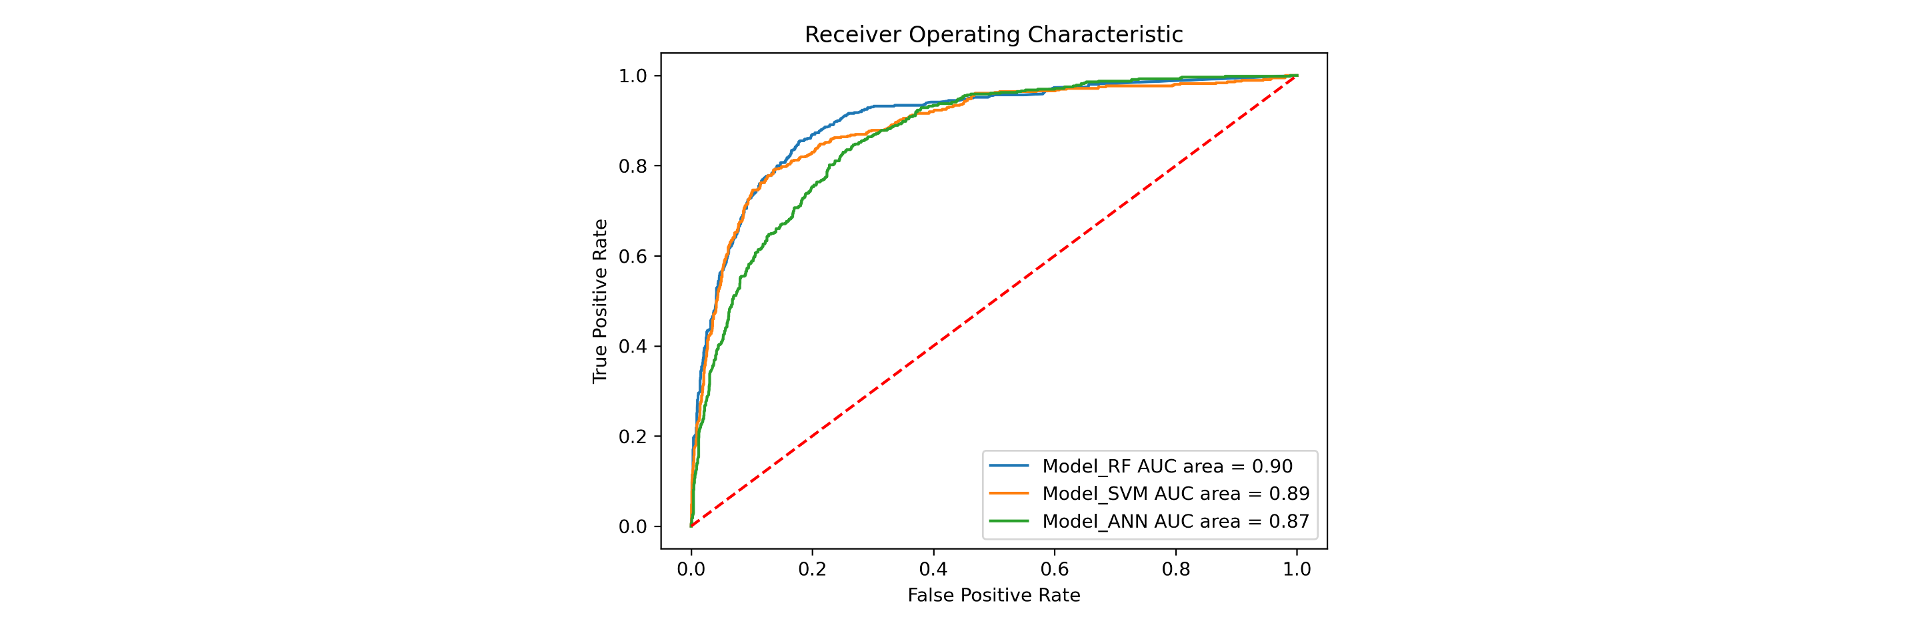 Receiver Operating Characteristic
True Positive Rate
1.0
0.8
0.6
0.4
0.2
0.0
Model_RF AUC area = 0.90
Model_SVM AUC area = 0.89
Model_ANN AUC area = 0.87
0.0 0.2 0.4 0.6 0.8 1.0
False Positive Rate